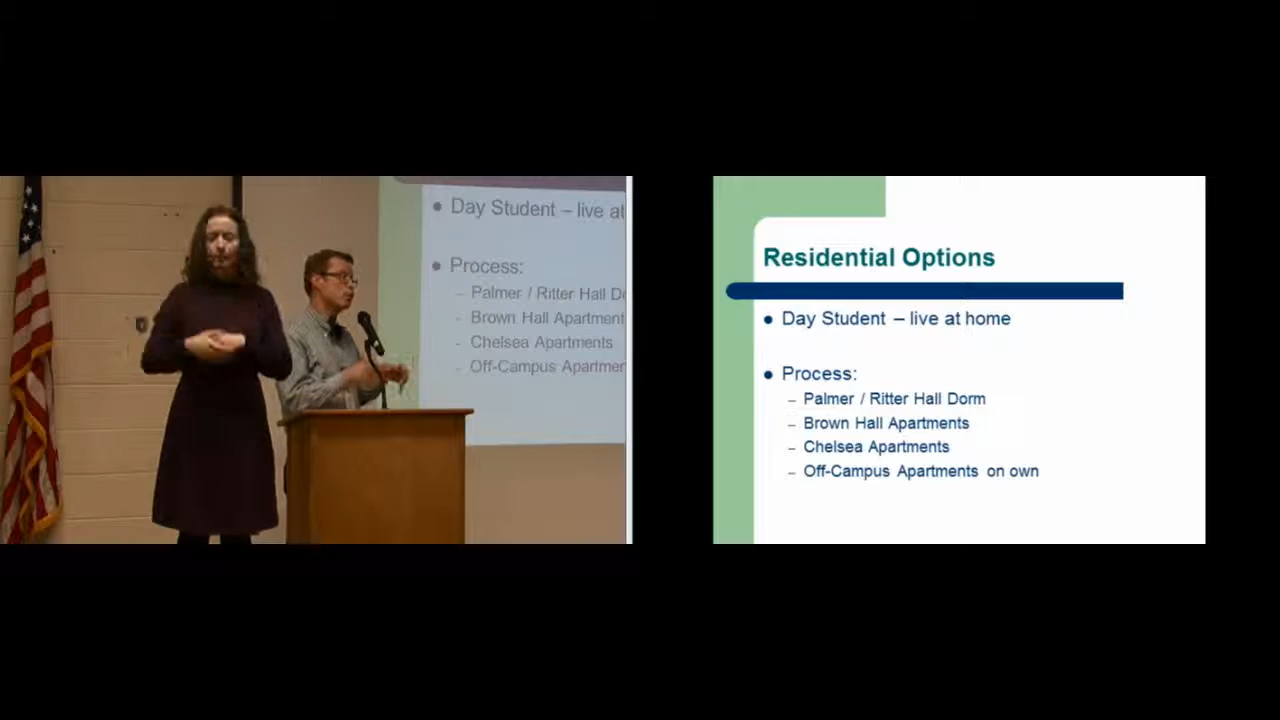 Day Student – live at
Process:
– Palmer / Ritter Hall
– Brown Hall Apartment
– Chelsea Apartments
– Off-Campus Apartmen
Residential Options
Day Student – live at home
Process:
– Palmer / Ritter Hall Dorm
– Brown Hall Apartments
– Chelsea Apartments
– Off-Campus Apartments on own